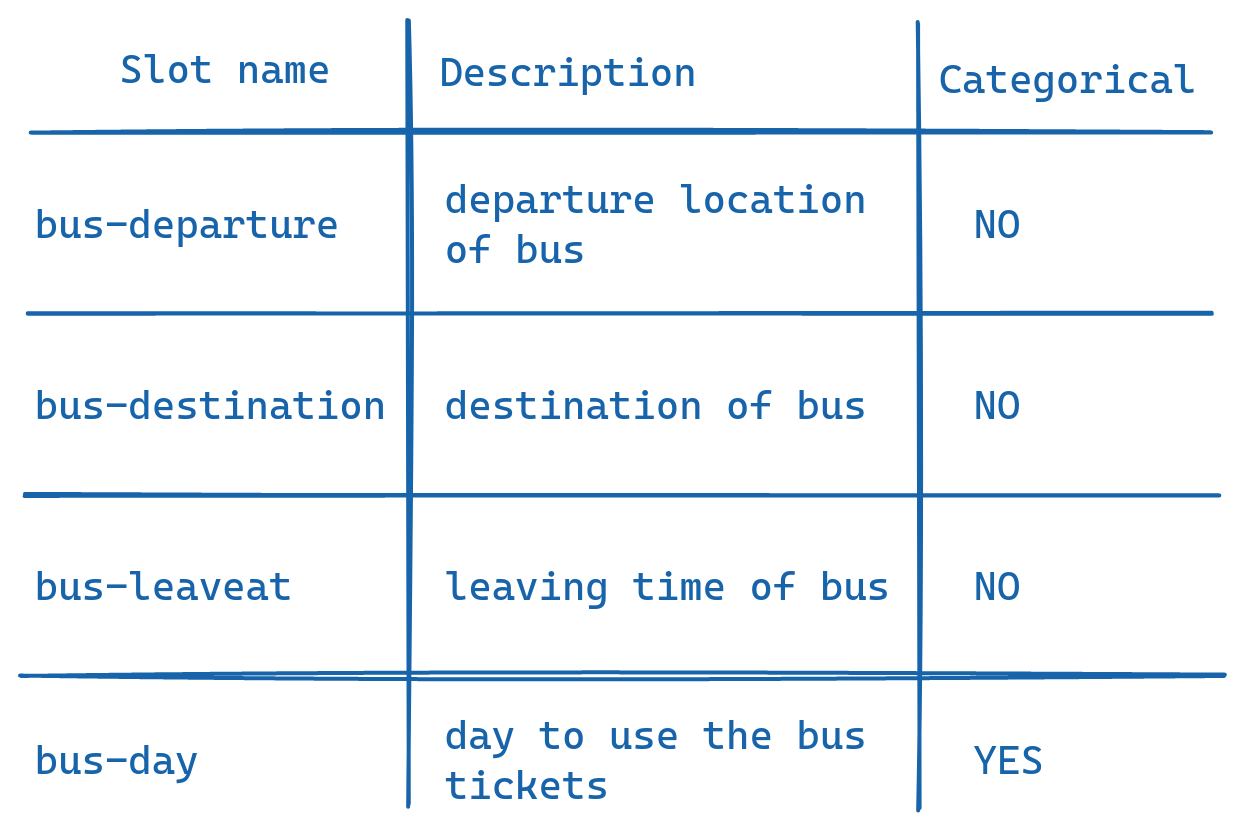 Slot name Description Categorical
bus-departure departure location of bus NO
bus-destination destination of bus NO
bus-leaveat leaving time of bus NO
bus-day day to use the bus tickets YES